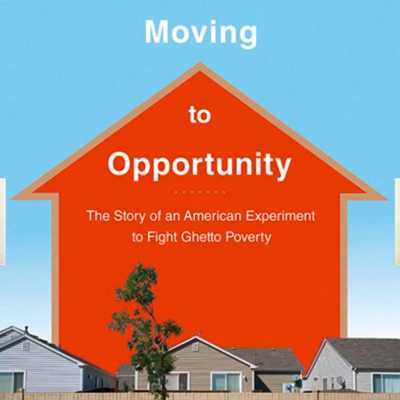 Moving
to
Opportunity
The Story of an American Experiment
to Fight Ghetto Poverty